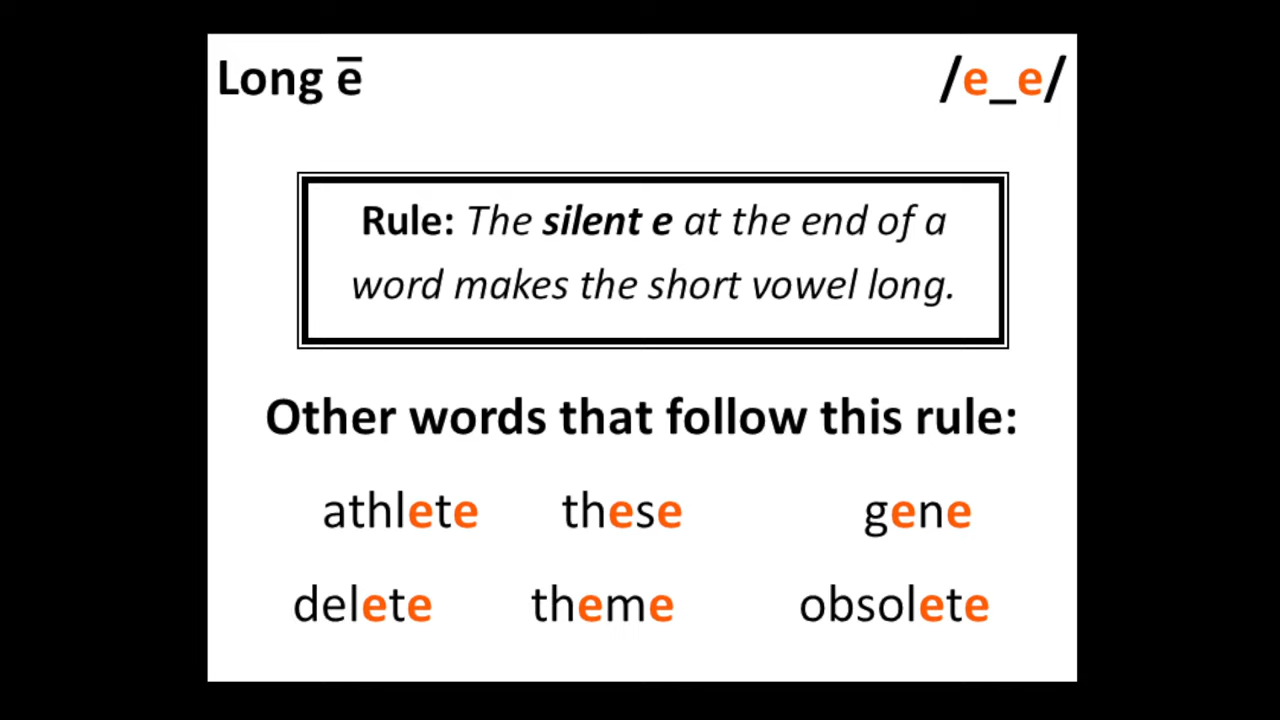 Long ē /e_e/
Rule: The silent e at the end of a
word makes the short vowel long.
Other words that follow this rule:
athlete these gene
delete theme obsolete